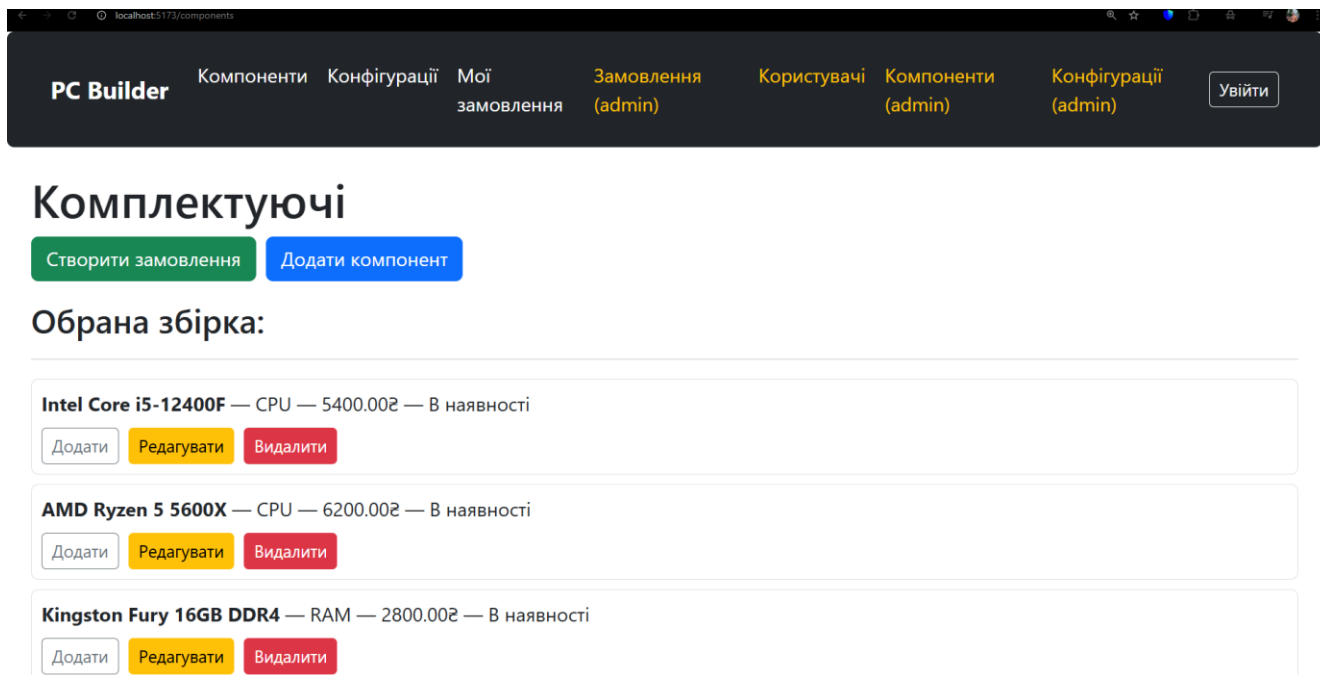 localhost:5173/components
PC Builder
Компоненти
Конфігурації
Мої
замовлення
Замовлення
(admin)
Користувачі
Компоненти
(admin)
Конфігурації
(admin)
Увійти
Комплектуючі
Створити замовлення
Додати компонент
Обрана збірка:
Intel Core i5-12400F — CPU — 5400.00₴ — В наявності
Додати Редагувати Видалити
AMD Ryzen 5 5600X — CPU — 6200.00₴ — В наявності
Додати Редагувати Видалити
Kingston Fury 16GB DDR4 — RAM — 2800.00₴ — В наявності
Додати Редагувати Видалити